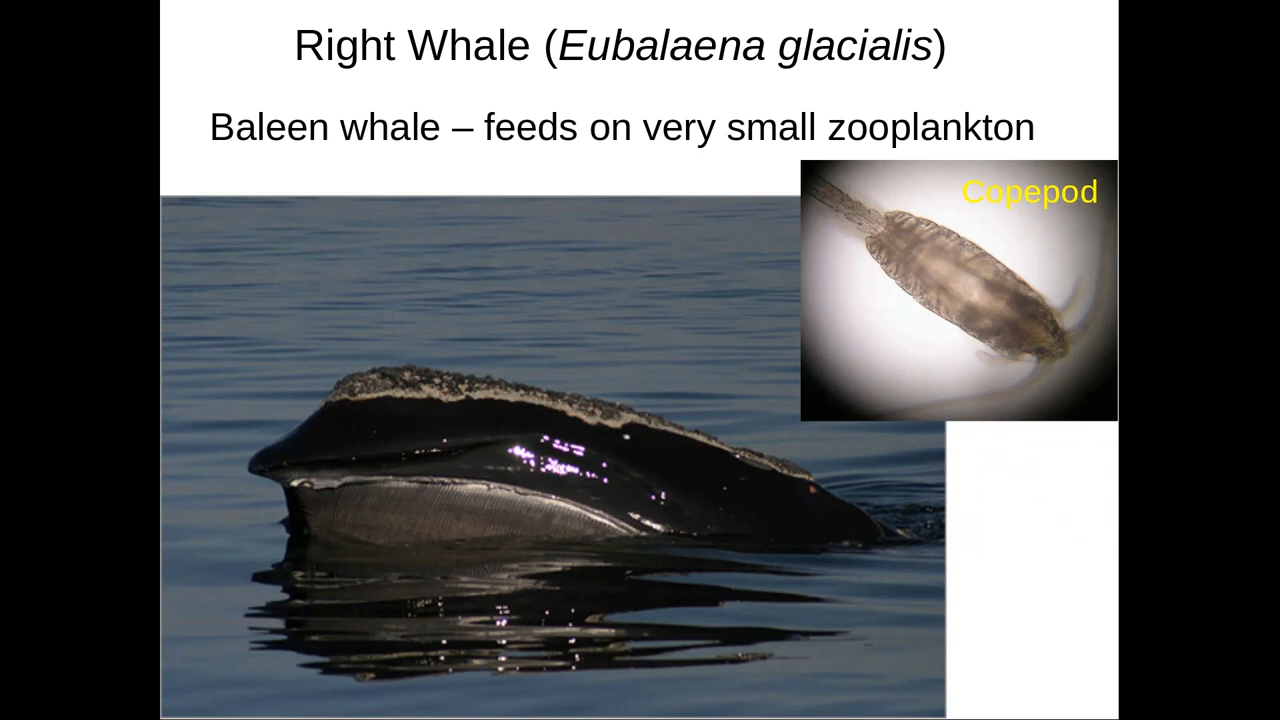 Right Whale (Eubalaena glacialis)
Baleen whale – feeds on very small zooplankton
Copepod